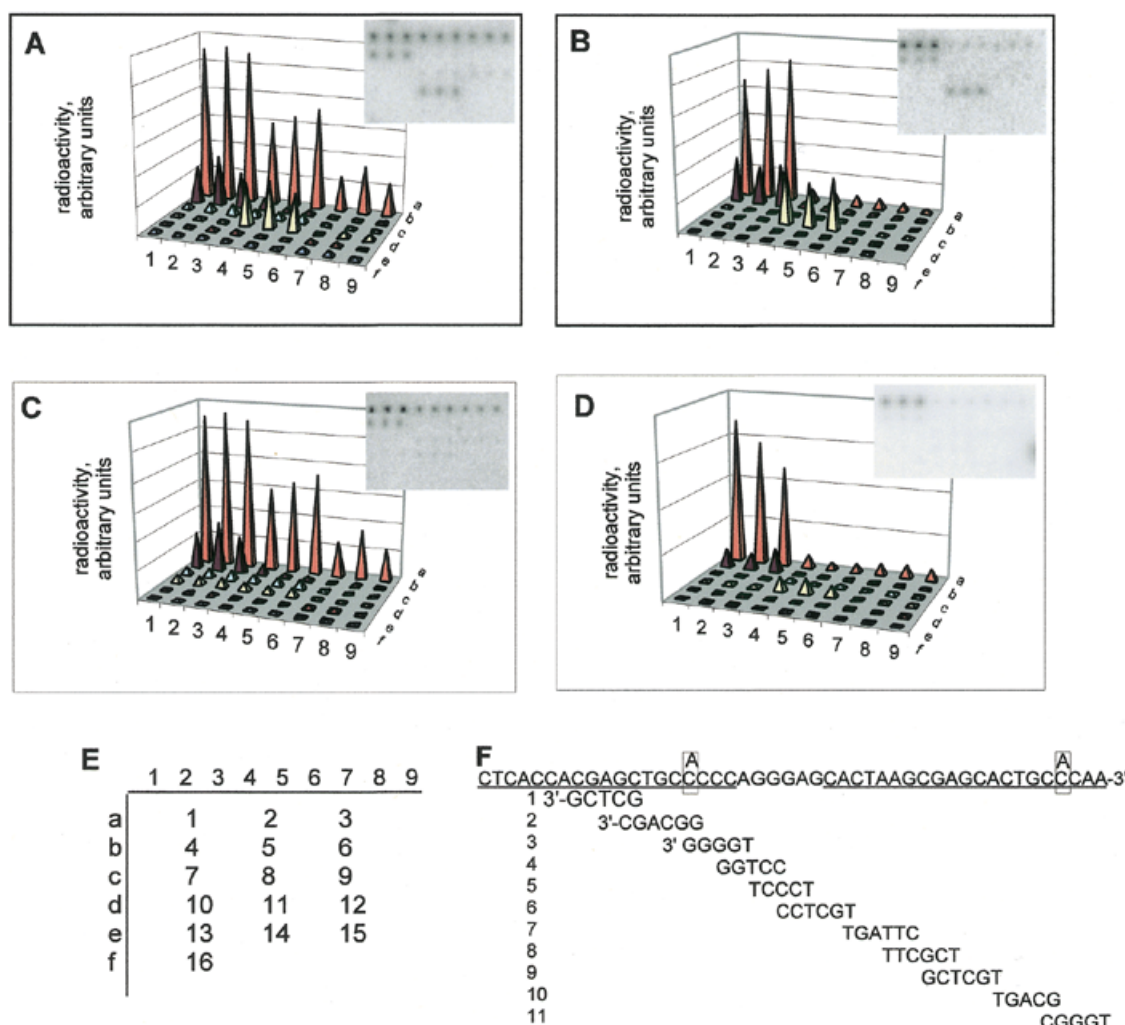 A
radioactivity,
arbitrary units
1 2 3 4 5 6 7 8 9
a
b
c
d
e
f
B
radioactivity,
arbitrary units
1 2 3 4 5 6 7 8 9
a
b
c
d
e
f
C
radioactivity,
arbitrary units
1 2 3 4 5 6 7 8 9
a
b
c
d
e
f
D
radioactivity,
arbitrary units
1 2 3 4 5 6 7 8 9
a
b
c
d
e
f
E
1 2 3 4 5 6 7 8 9
a 1 2 3
b 4 5 6
c 7 8 9
d 10 11 12
e 13 14 15
f 16
F
A A
CTCACCACGAGCTGCCCCCAGGGAGCACTAAGCGAGCACTGCCCAA-3'
1 3'-GCTCG
2 3'-CGACGG
3 3' GGGGT
4 GGTCC
5 TCCCT
6 CCTCGT
7 TGATTC
8 TTCGCT
9 GCTCGT
10 TGACG
11 CGGGT